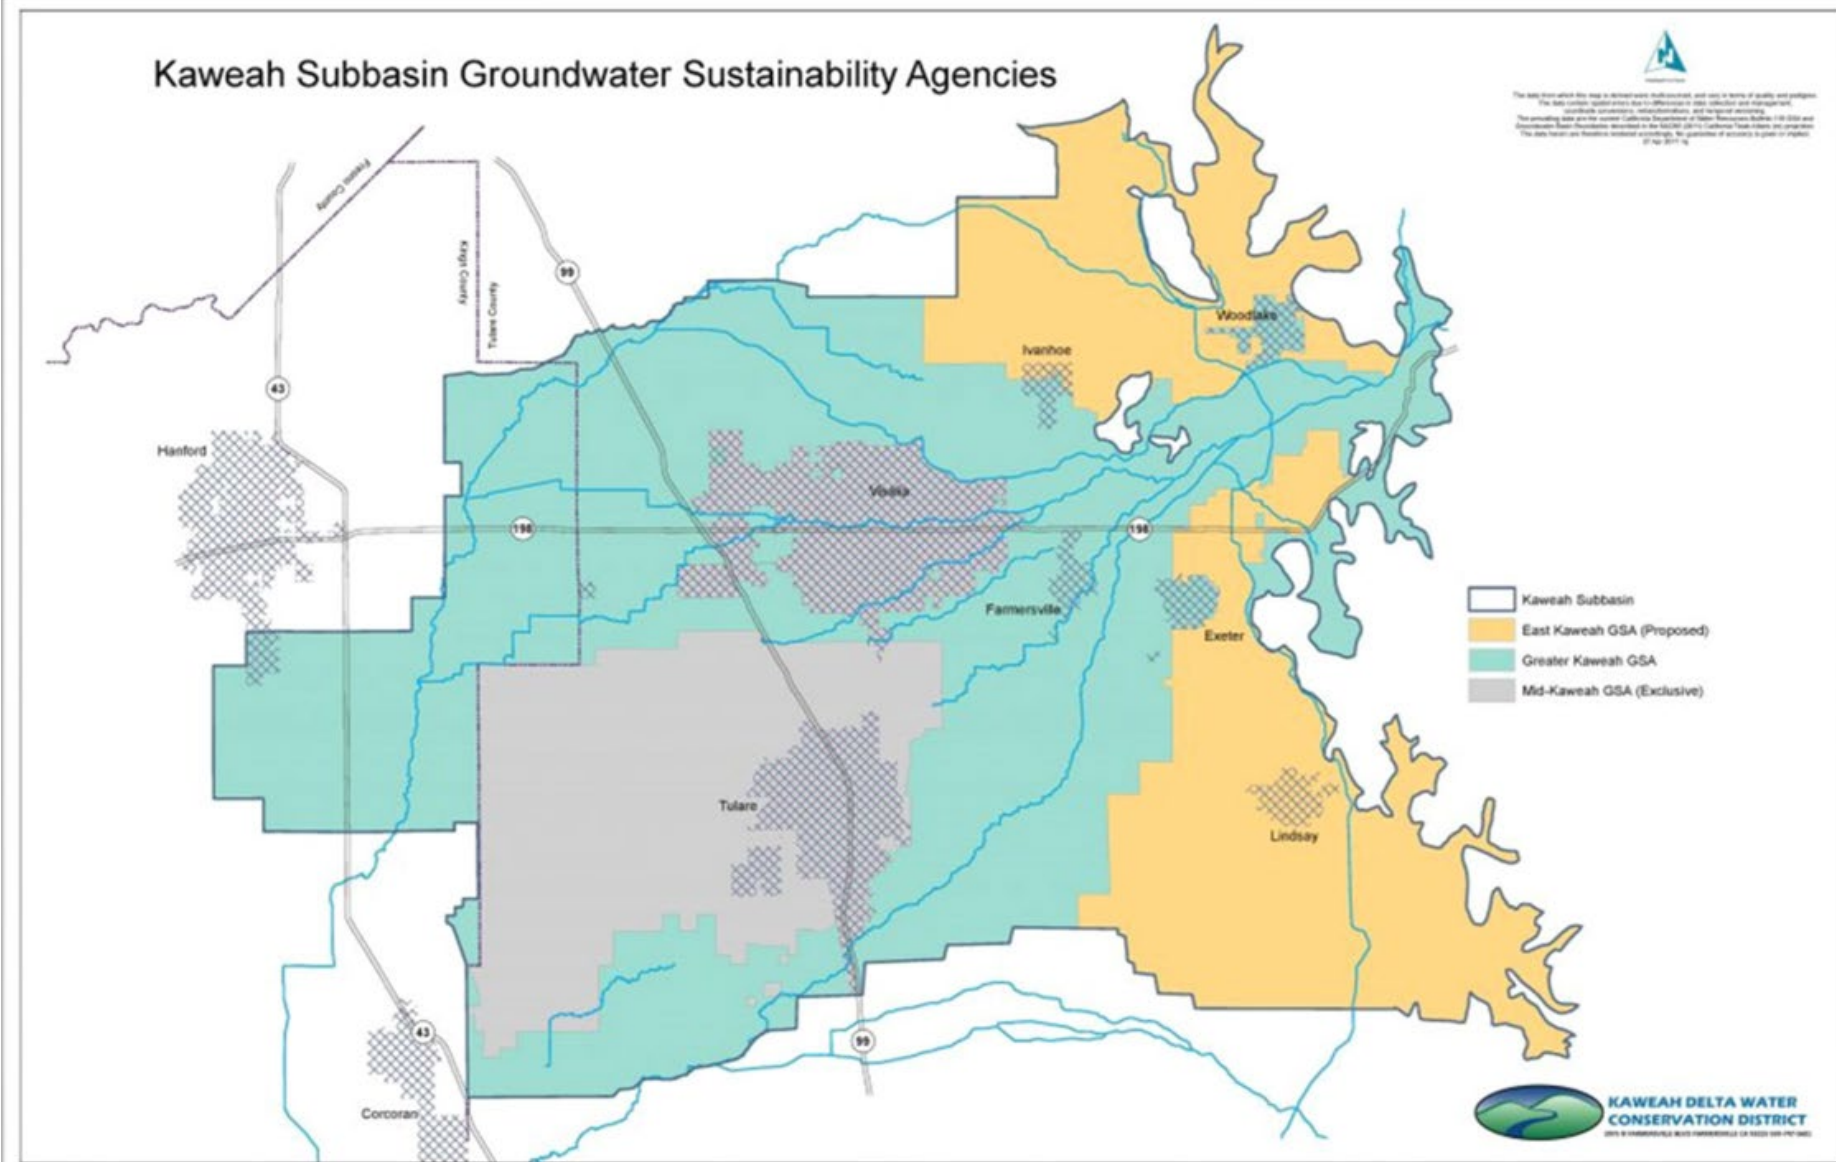 Kaweah Subbasin Groundwater Sustainability Agencies
Fresno County
Kings County
Tulare County
99
43
Woodlake
Ivanhoe
Hanford
Visalia
198
198
Farmersville
Exeter
Kaweah Subbasin
East Kaweah GSA (Proposed)
Greater Kaweah GSA
Mid-Kaweah GSA (Exclusive)
Tulare
Lindsay
43
99
Corcoran
KAWEAH DELTA WATER
CONSERVATION DISTRICT